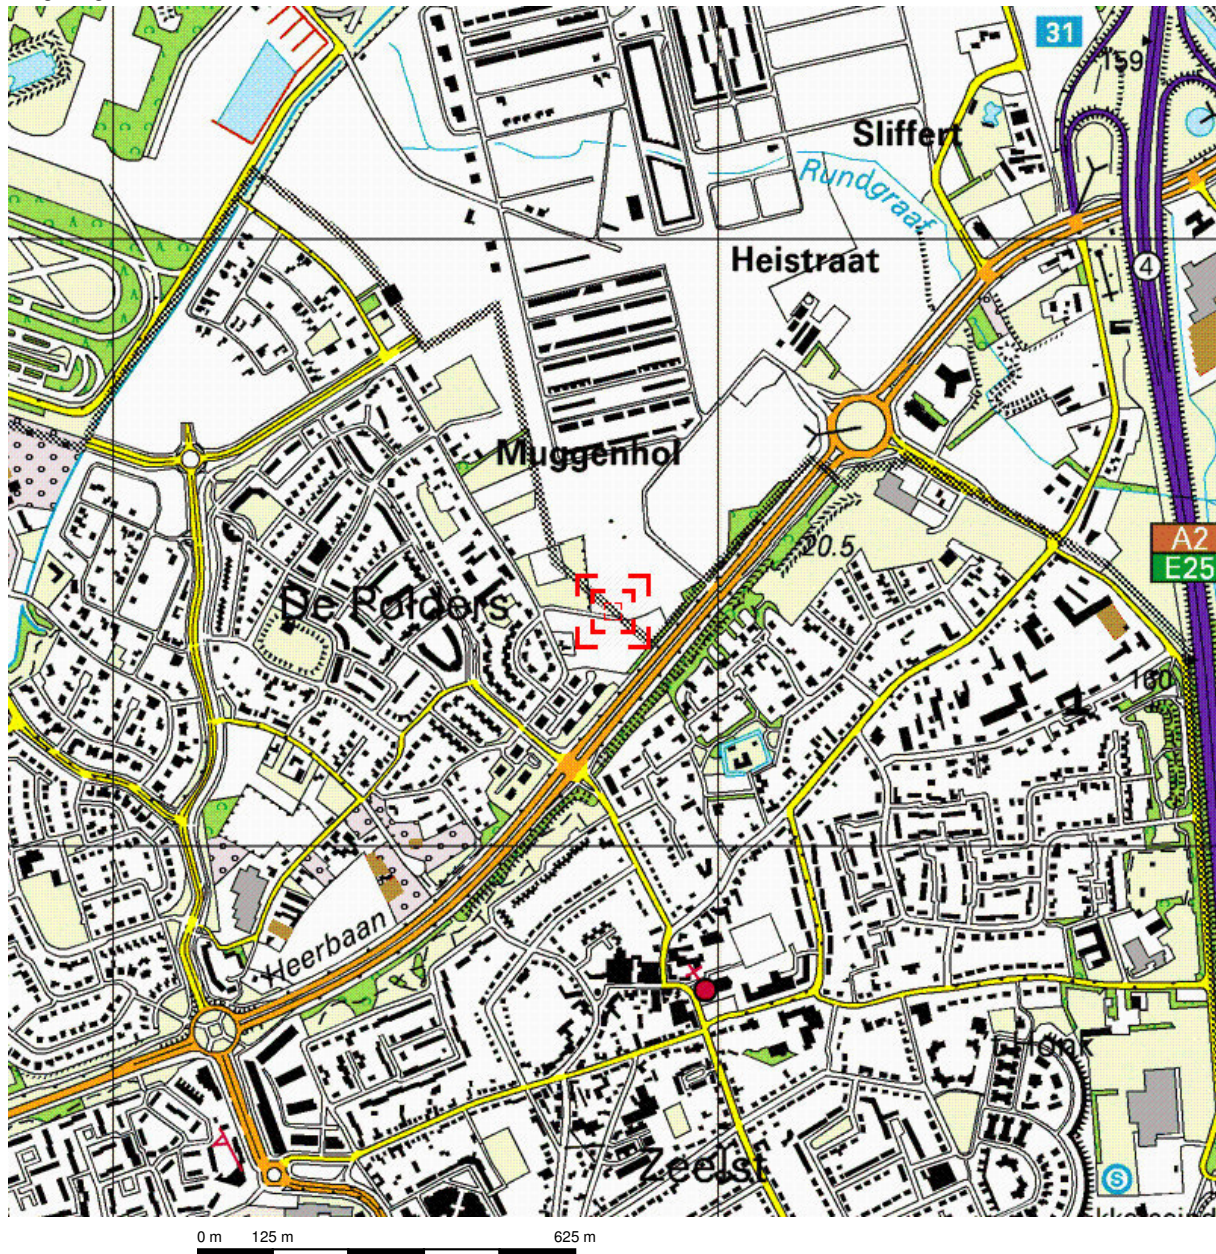 31
159
Sliffert
Rundgraaf
Heistraat
4
Muggenhol
20.5
A2
E25
De Polders
160
Heerbaan
Honk
Zeelst
S
0 m 125 m 625 m